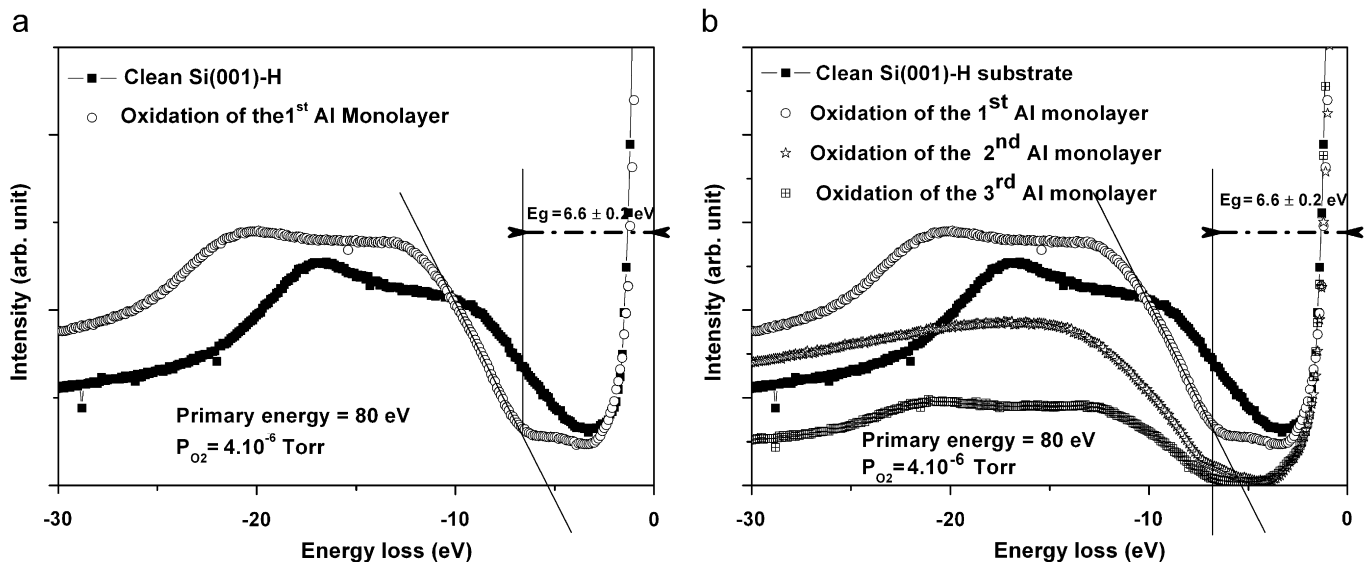 a
Clean Si(001)-H
Oxidation of the1st Al Monolayer
Eg = 6.6 ± 0.2 eV
Primary energy = 80 eV
PO2= 4.10-6 Torr
Intensity (arb. unit)
-30 -20 -10 0
Energy loss (eV)
b
Clean Si(001)-H substrate
Oxidation of the 1st Al monolayer
Oxidation of the 2nd Al monolayer
Oxidation of the 3rd Al monolayer
Eg = 6.6 ± 0.2 eV
Primary energy = 80 eV
PO2= 4.10-6 Torr
Intensity (arb. unit)
-30 -20 -10 0
Energy loss (eV)